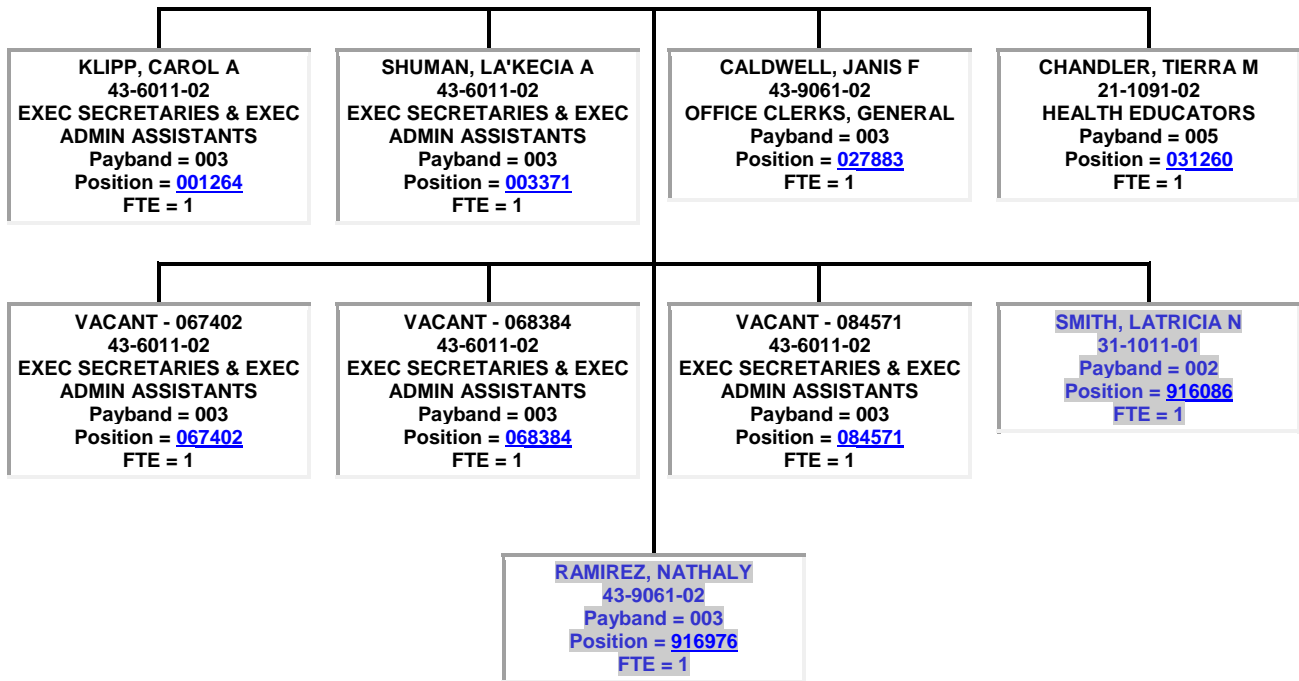 KLIPP, CAROL A
43-6011-02
EXEC SECRETARIES & EXEC
ADMIN ASSISTANTS
Payband = 003
Position = 001264
FTE = 1
SHUMAN, LA'KECIA A
43-6011-02
EXEC SECRETARIES & EXEC
ADMIN ASSISTANTS
Payband = 003
Position = 003371
FTE = 1
CALDWELL, JANIS F
43-9061-02
OFFICE CLERKS, GENERAL
Payband = 003
Position = 027883
FTE = 1
CHANDLER, TIERRA M
21-1091-02
HEALTH EDUCATORS
Payband = 005
Position = 031260
FTE = 1
VACANT - 067402
43-6011-02
EXEC SECRETARIES & EXEC
ADMIN ASSISTANTS
Payband = 003
Position = 067402
FTE = 1
VACANT - 068384
43-6011-02
EXEC SECRETARIES & EXEC
ADMIN ASSISTANTS
Payband = 003
Position = 068384
FTE = 1
VACANT - 084571
43-6011-02
EXEC SECRETARIES & EXEC
ADMIN ASSISTANTS
Payband = 003
Position = 084571
FTE = 1
SMITH, LATRICIA N
31-1011-01
Payband = 002
Position = 916086
FTE = 1
RAMIREZ, NATHALY
43-9061-02
Payband = 003
Position = 916976
FTE = 1